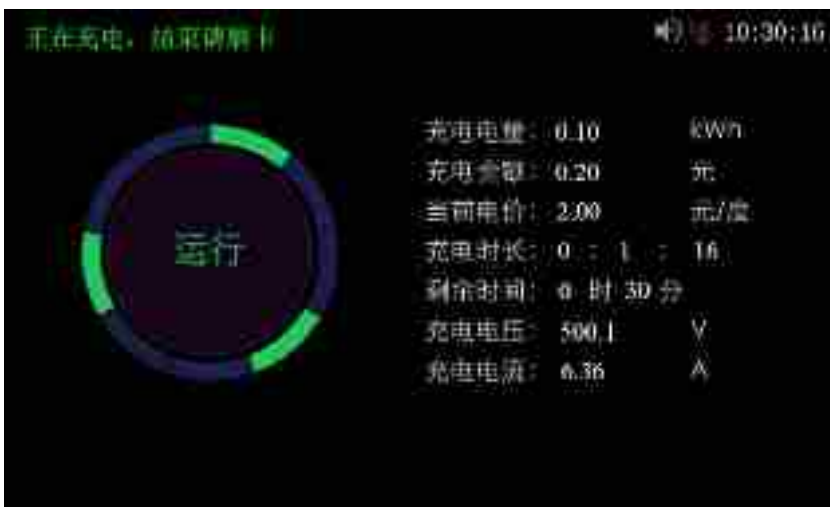 正在充电，结束请刷卡
10:30:16
运行
充电电量： 0.10 kWh
充电金额： 0.20 元
当前电价： 2.00 元/度
充电时长： 0 : 1 : 16
剩余时间： 0 时 30 分
充电电压： 500.1 V
充电电流： 6.36 A